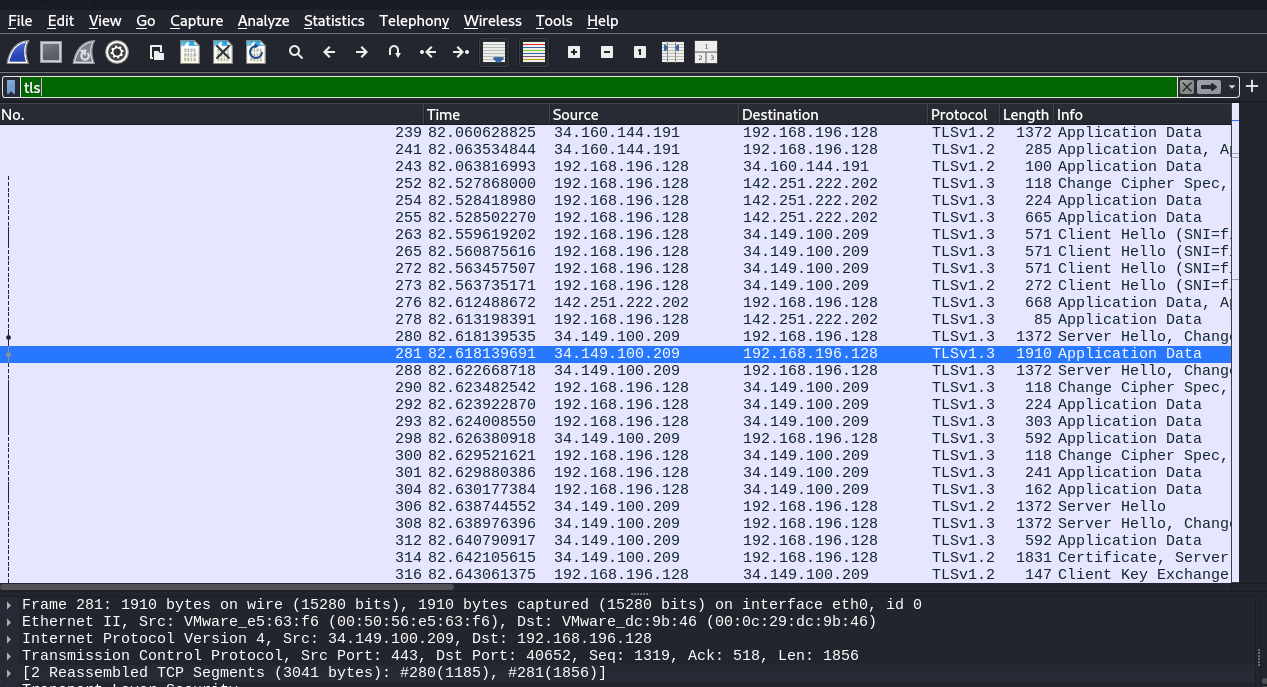 File Edit View Go Capture Analyze Statistics Telephony Wireless Tools Help
tls
No. Time Source Destination Protocol Length Info
239 82.060628825 34.160.144.191 192.168.196.128 TLSv1.2 1372 Application Data
241 82.063534844 34.160.144.191 192.168.196.128 TLSv1.2 285 Application Data, A
243 82.063816993 192.168.196.128 34.160.144.191 TLSv1.2 100 Application Data
252 82.527868000 192.168.196.128 142.251.222.202 TLSv1.3 118 Change Cipher Spec,
254 82.528418980 192.168.196.128 142.251.222.202 TLSv1.3 224 Application Data
255 82.528502270 192.168.196.128 142.251.222.202 TLSv1.3 665 Application Data
263 82.559619202 192.168.196.128 34.149.100.209 TLSv1.3 571 Client Hello (SNI=f
265 82.560875616 192.168.196.128 34.149.100.209 TLSv1.3 571 Client Hello (SNI=f
272 82.563457507 192.168.196.128 34.149.100.209 TLSv1.3 571 Client Hello (SNI=f
273 82.563735171 192.168.196.128 34.149.100.209 TLSv1.2 272 Client Hello (SNI=f
276 82.612488672 142.251.222.202 192.168.196.128 TLSv1.3 668 Application Data, A
278 82.613198391 192.168.196.128 142.251.222.202 TLSv1.3 85 Application Data
280 82.618139535 34.149.100.209 192.168.196.128 TLSv1.3 1372 Server Hello, Chang
281 82.618139691 34.149.100.209 192.168.196.128 TLSv1.3 1910 Application Data
288 82.622668718 34.149.100.209 192.168.196.128 TLSv1.3 1372 Server Hello, Chang
290 82.623482542 192.168.196.128 34.149.100.209 TLSv1.3 118 Change Cipher Spec,
292 82.623922870 192.168.196.128 34.149.100.209 TLSv1.3 224 Application Data
293 82.624008550 192.168.196.128 34.149.100.209 TLSv1.3 303 Application Data
298 82.626380918 34.149.100.209 192.168.196.128 TLSv1.3 592 Application Data
300 82.629521621 192.168.196.128 34.149.100.209 TLSv1.3 118 Change Cipher Spec,
301 82.629880386 192.168.196.128 34.149.100.209 TLSv1.3 241 Application Data
304 82.630177384 192.168.196.128 34.149.100.209 TLSv1.3 162 Application Data
306 82.638744552 34.149.100.209 192.168.196.128 TLSv1.2 1372 Server Hello
308 82.638976396 34.149.100.209 192.168.196.128 TLSv1.3 1372 Server Hello, Chang
312 82.640790917 34.149.100.209 192.168.196.128 TLSv1.3 592 Application Data
314 82.642105615 34.149.100.209 192.168.196.128 TLSv1.2 1831 Certificate, Server
316 82.643061375 192.168.196.128 34.149.100.209 TLSv1.2 147 Client Key Exchange
Frame 281: 1910 bytes on wire (15280 bits), 1910 bytes captured (15280 bits) on interface eth0, id 0
Ethernet II, Src: VMware_e5:63:f6 (00:50:56:e5:63:f6), Dst: VMware_dc:9b:46 (00:0c:29:dc:9b:46)
Internet Protocol Version 4, Src: 34.149.100.209, Dst: 192.168.196.128
Transmission Control Protocol, Src Port: 443, Dst Port: 40652, Seq: 1319, Ack: 518, Len: 1856
[2 Reassembled TCP Segments (3041 bytes): #280(1185), #281(1856)]
Transport Layer Security